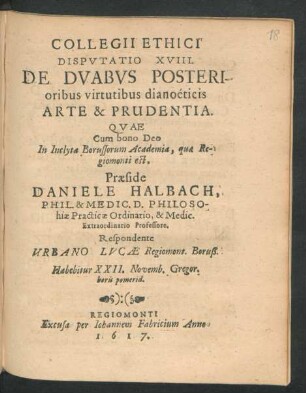 18
COLLEGII ETHICI
DISPVTATIO XVIII.
DE DVABVS POSTERI-
oribus virtutibus dianoëticis
ARTE & PRUDENTIA.
QVAE
Cum bono Deo
In Inclyta Borussorum Academia, quæ Re-
giomonti est,
Præside
DANIELE HALBACH,
PHIL. & MEDIC. D. PHILOSO-
hiæ Practicæ Ordinario, & Medic.
Extraordinario Professore,
Respondente
URBANO LVCÆ Regiomont. Boruss.
Habebitur XXII. Novemb. Gregor.
horis pomerid.
REGIOMONTI
Excusa per Iohannem Fabricium Anno
1617.